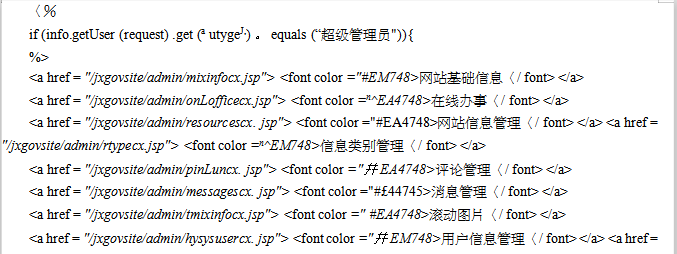 〈%
if (info.getUser (request) .get (ª utygeJ,) 。 equals (“超级管理员")){
%>
<a href = "/jxgovsite/admin/mixinfocx.jsp"> <font color ="#EM748>网站基础信息〈/ font> </a>
<a href = "/jxgovsite/admin/onLofficecx.jsp"> <font color =n^EA4748>在线办事〈/ font> </a>
<a href = "/jxgovsite/admin/resourcescx. jsp"> <font color ="#EA4748>网站信息管理〈/ font> </a> <a href =
"/jxgovsite/admin/rtypecx.jsp"> <font color =n^EM748>信息类别管理〈/ font> </a>
<a href = "/jxgovsite/admin/pinLuncx. jsp"> <font color ="井EA4748>评论管理〈/ font> </a>
<a href = "/jxgovsite/admin/messagescx. jsp"> <font color ="#£44745>消息管理〈/ font> </a>
<a href = "/jxgovsite/admin/tmixinfocx.jsp"> <font color =" #EA4748>滚动图片〈/ font> </a>
<a href = "/jxgovsite/admin/hysysusercx. jsp"> <font color ="井EM748>用户信息管理〈/ font> </a> <a href =